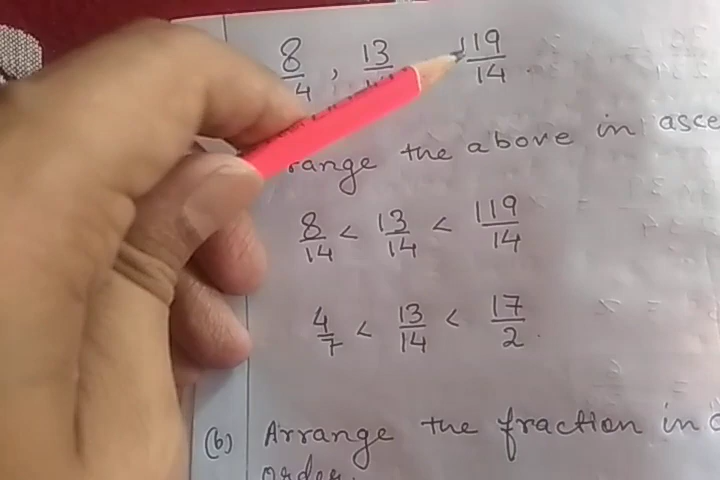 8/4, 13 119/14
range the above in asce
8/14 < 13/14 < 119/14
4/7 < 13/14 < 17/2.
(b) Arrange the fraction in
order.